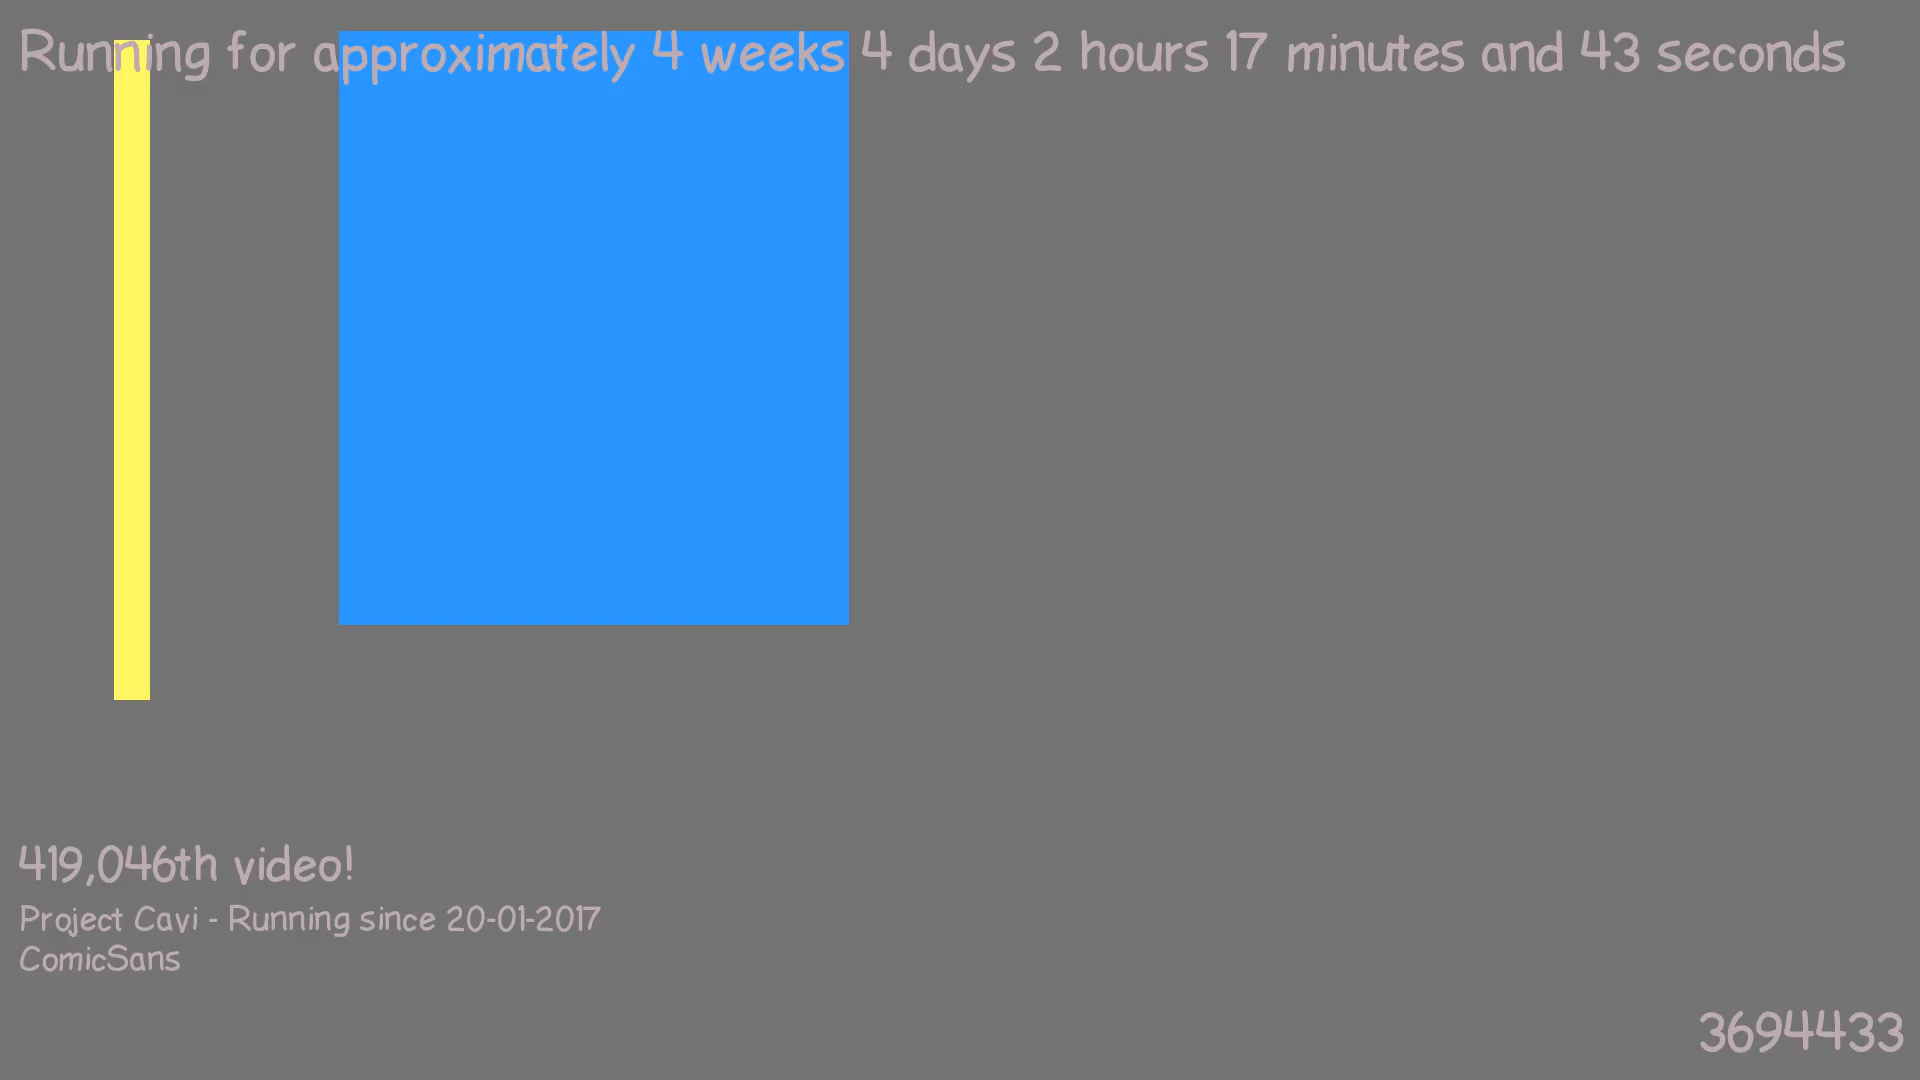 Running for approximately 4 weeks 4 days 2 hours 17 minutes and 43 seconds
419,046th video!
Project Cavi - Running since 20-01-2017
ComicSans
3694433